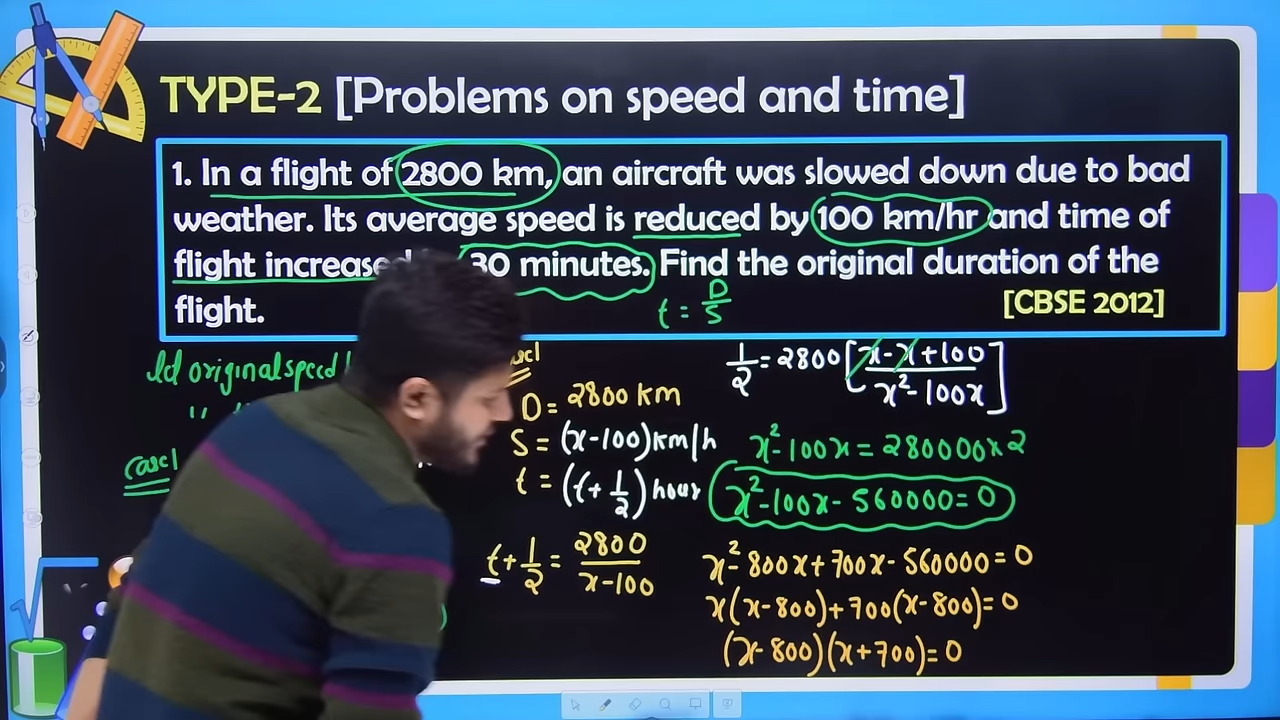 TYPE-2 [Problems on speed and time]
1. In a flight of 2800 km, an aircraft was slowed down due to bad
weather. Its average speed is reduced by 100 km/hr and time of
flight increased 30 minutes. Find the original duration of the
flight.
[CBSE 2012]
t = D/S
let original speed
" "
case1
D = 2800 km
S = (x-100) km/h
t = (t + 1/2) hour
t + 1/2 = 2800/(x-100)
1/2 = 2800 [(x - x + 100)/(x² - 100x)]
x² - 100x = 280000 × 2
x² - 100x - 560000 = 0
x² - 800x + 700x - 560000 = 0
x(x-800) + 700(x-800) = 0
(x-800)(x+700) = 0